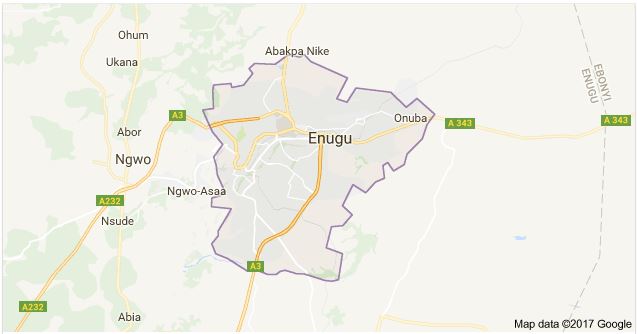 Ohum
Abakpa Nike
Ukana
EBONYI
ENUGU
A3
Onuba
A 343
A 343
Abor
Enugu
Ngwo
Ngwo-Asaa
A232
Nsude
A3
A232
Abia
Map data ©2017 Google